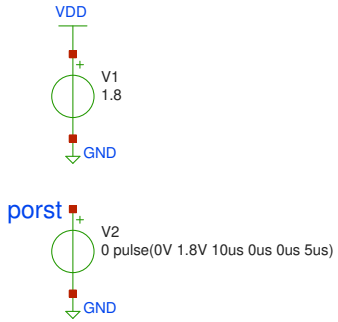 VDD
+
V1
1.8
GND
porst
+
V2
0 pulse(0V 1.8V 10us 0us 0us 5us)
GND